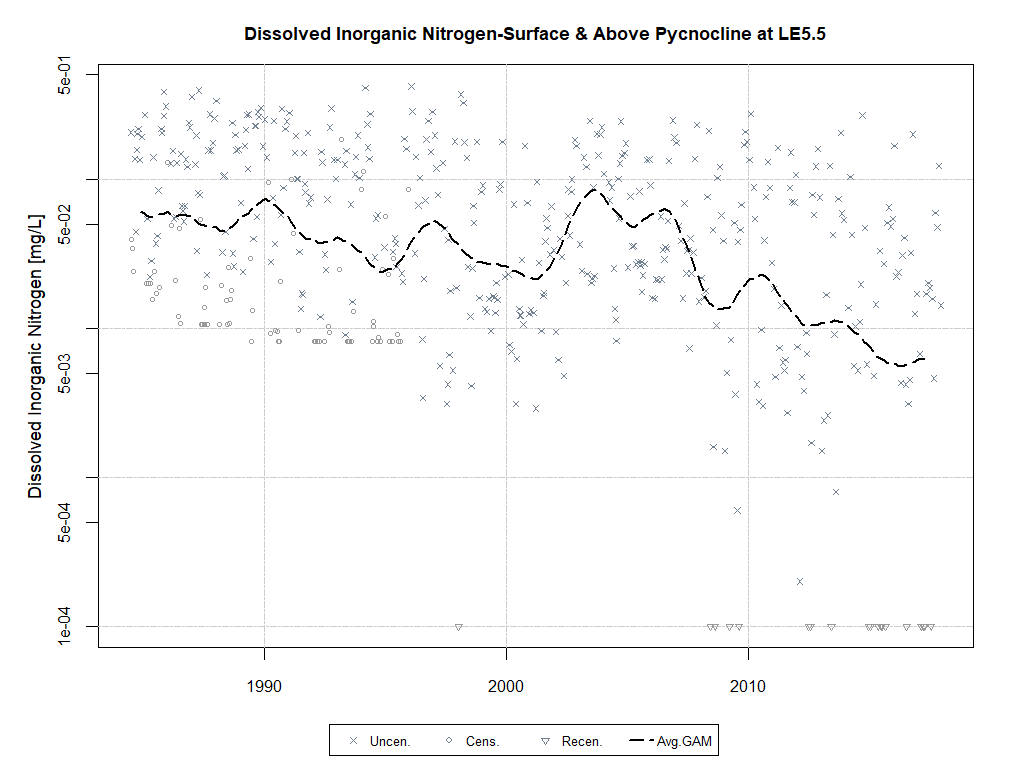 Dissolved Inorganic Nitrogen-Surface & Above Pycnocline at LE5.5
Dissolved Inorganic Nitrogen [mg/L]
5e-01
5e-02
5e-03
5e-04
1e-04
1990 2000 2010
Uncen. Cens. Recen. Avg.GAM